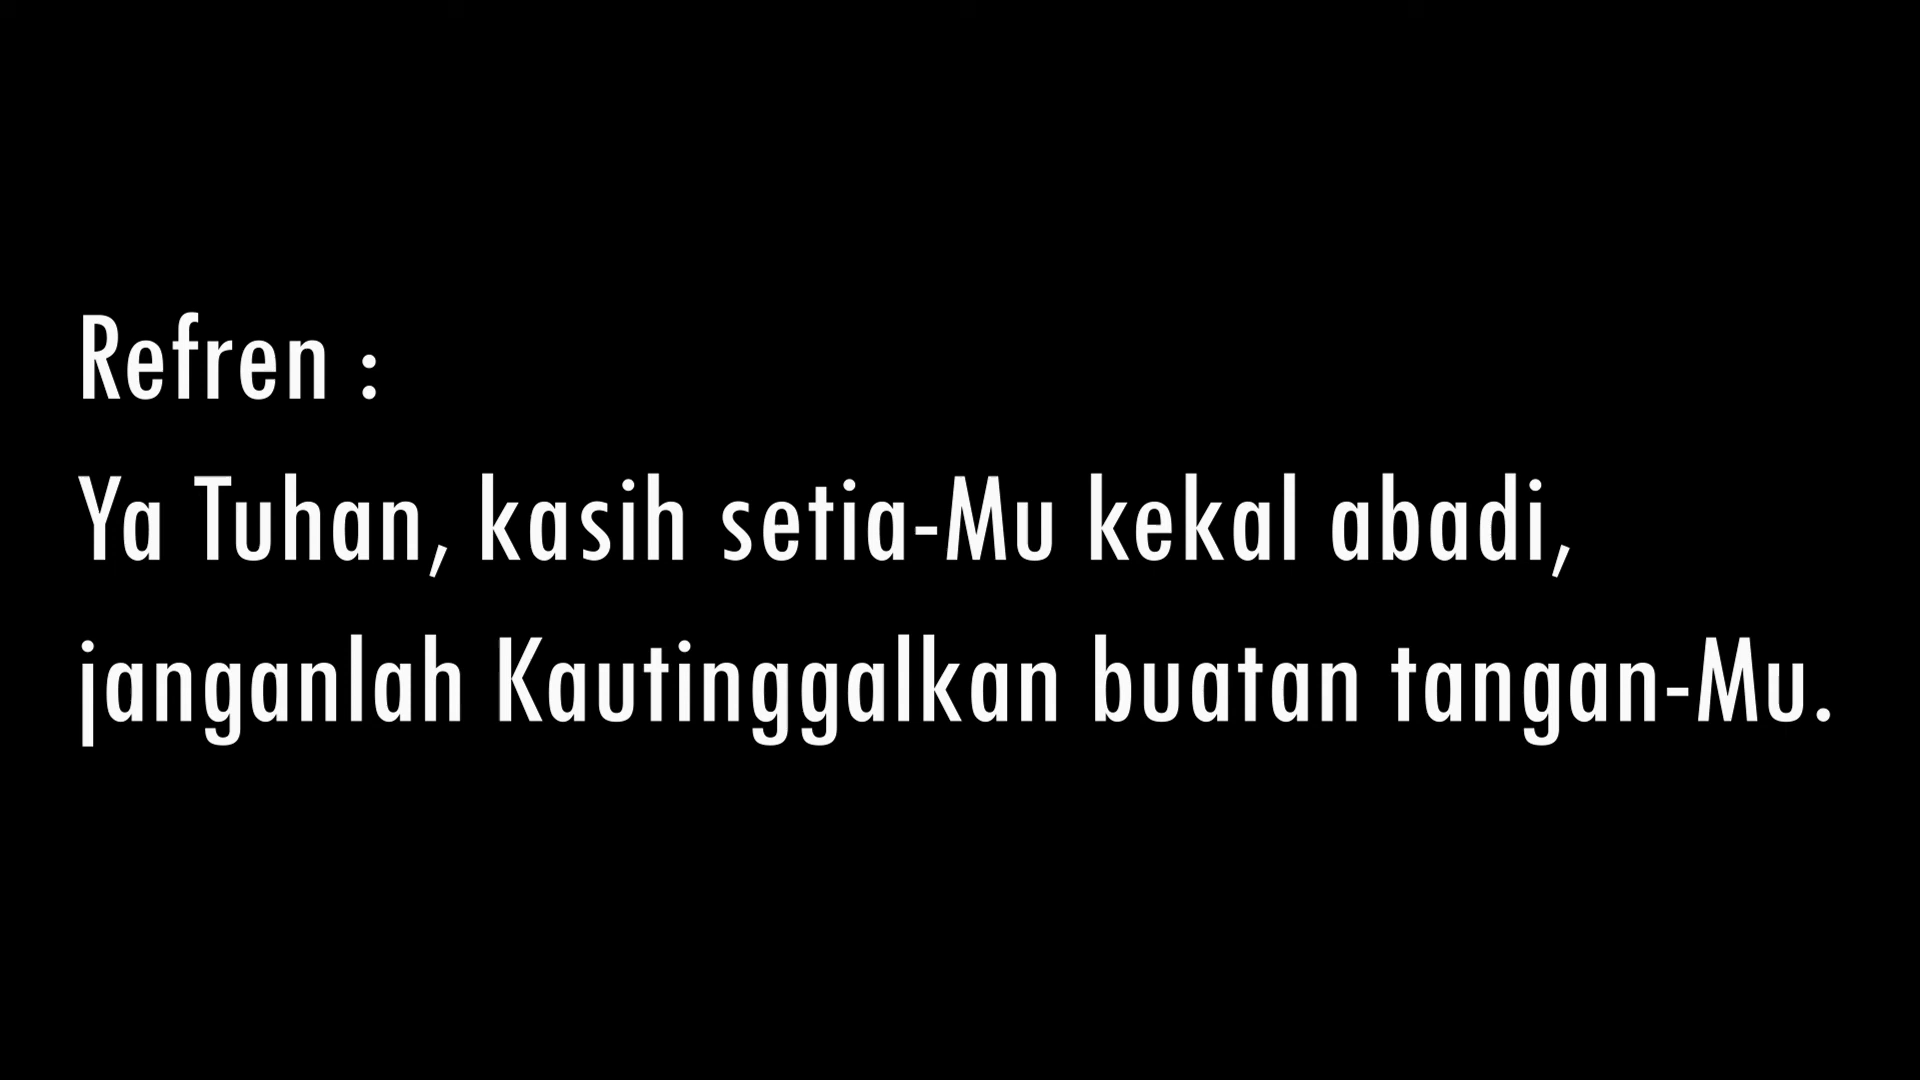 Refren :
Ya Tuhan, kasih setia-Mu kekal abadi,
janganlah Kautinggalkan buatan tangan-Mu.